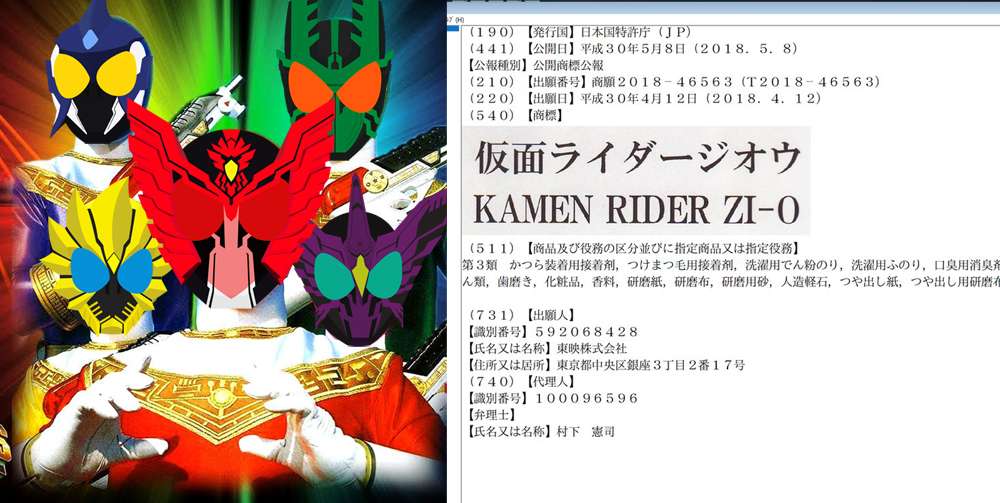 (H)
(190)【発行国】日本国特許庁(JP)
(441)【公開日】平成30年5月8日(2018.5.8)
【公報種別】公開商標公報
(210)【出願番号】商願2018-46563(T2018-46563)
(220)【出願日】平成30年4月12日(2018.4.12)
(540)【商標】
仮面ライダージオウ
KAMEN RIDER ZI-O
(511)【商品及び役務の区分並びに指定商品又は指定役務】
第3類 かつら装着用接着剤,つけまつ毛用接着剤,洗濯用でん粉のり,洗濯用ふのり,口臭用消臭剤
ん類,歯磨き,化粧品,香料,研磨紙,研磨布,研磨用砂,人造軽石,つや出し紙,つや出し用研磨布
(731)【出願人】
【識別番号】592068428
【氏名又は名称】東映株式会社
【住所又は居所】東京都中央区銀座3丁目2番17号
(740)【代理人】
【識別番号】100096596
【弁理士】
【氏名又は名称】村下 憲司